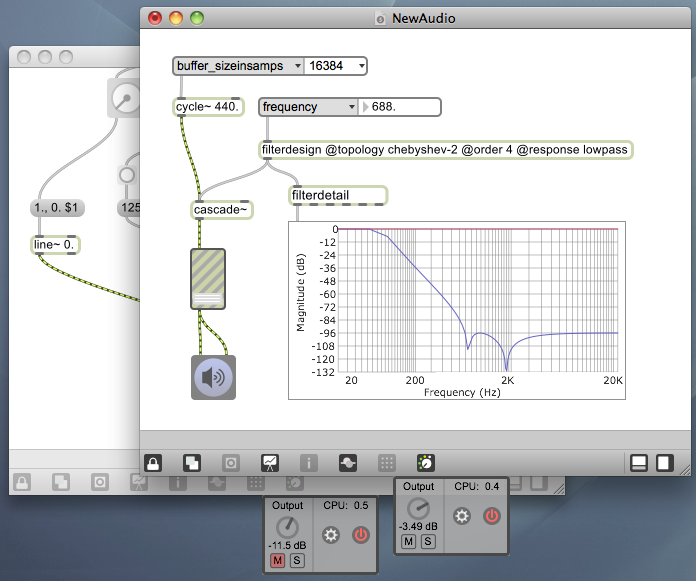 NewAudio
buffer_sizeinsamps 16384
cycle~ 440.
frequency 688.
filterdesign @topology chebyshev-2 @order 4 @response lowpass
filterdetail
cascade~
1., 0. $1
125
line~ 0.
Magnitude (dB)
0
-12
-24
-36
-48
-60
-72
-84
-96
-108
-120
-132
20 200 2K 20K
Frequency (Hz)
Output CPU: 0.5
-11.5 dB
M S
Output CPU: 0.4
-3.49 dB
M S